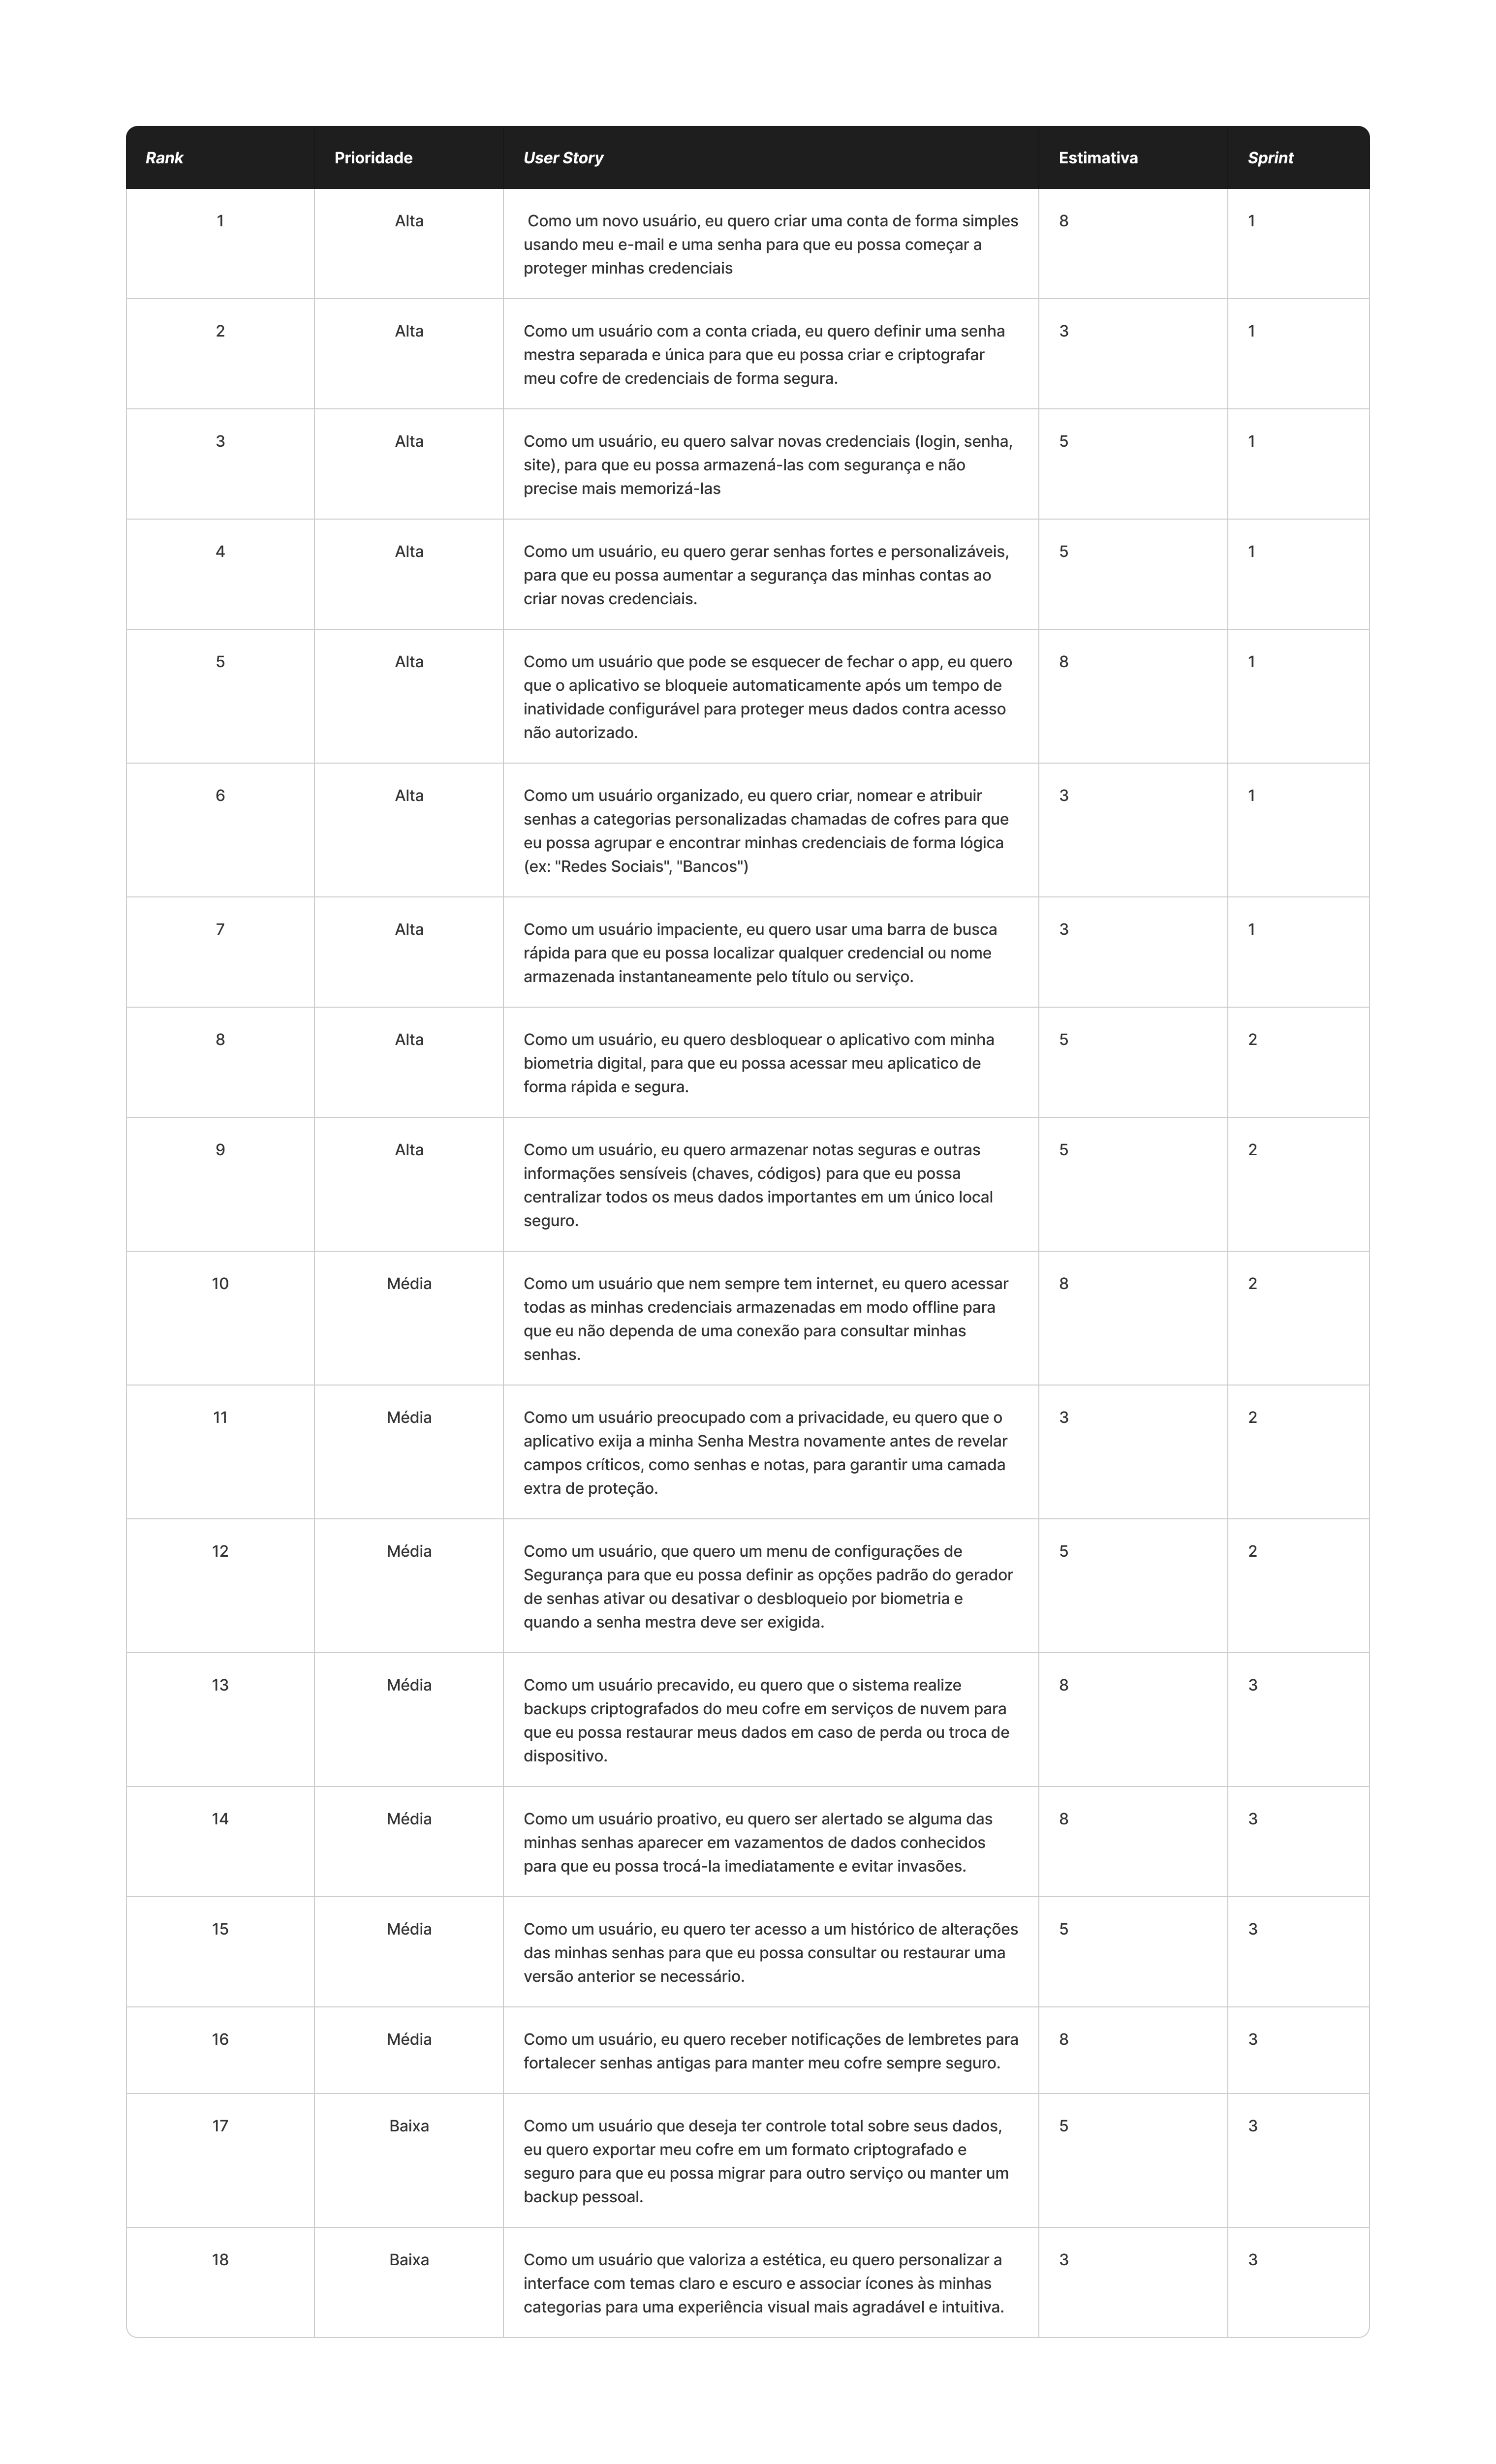 Rank Prioridade User Story Estimativa Sprint
1 Alta Como um novo usuário, eu quero criar uma conta de forma simples 8 1
usando meu e-mail e uma senha para que eu possa começar a
proteger minhas credenciais
2 Alta Como um usuário com a conta criada, eu quero definir uma senha 3 1
mestra separada e única para que eu possa criar e criptografar
meu cofre de credenciais de forma segura.
3 Alta Como um usuário, eu quero salvar novas credenciais (login, senha, 5 1
site), para que eu possa armazená-las com segurança e não
precise mais memorizá-las
4 Alta Como um usuário, eu quero gerar senhas fortes e personalizáveis, 5 1
para que eu possa aumentar a segurança das minhas contas ao
criar novas credenciais.
5 Alta Como um usuário que pode se esquecer de fechar o app, eu quero 8 1
que o aplicativo se bloqueie automaticamente após um tempo de
inatividade configurável para proteger meus dados contra acesso
não autorizado.
6 Alta Como um usuário organizado, eu quero criar, nomear e atribuir 3 1
senhas a categorias personalizadas chamadas de cofres para que
eu possa agrupar e encontrar minhas credenciais de forma lógica
(ex: "Redes Sociais", "Bancos")
7 Alta Como um usuário impaciente, eu quero usar uma barra de busca 3 1
rápida para que eu possa localizar qualquer credencial ou nome
armazenada instantaneamente pelo título ou serviço.
8 Alta Como um usuário, eu quero desbloquear o aplicativo com minha 5 2
biometria digital, para que eu possa acessar meu aplicatico de
forma rápida e segura.
9 Alta Como um usuário, eu quero armazenar notas seguras e outras 5 2
informações sensíveis (chaves, códigos) para que eu possa
centralizar todos os meus dados importantes em um único local
seguro.
10 Média Como um usuário que nem sempre tem internet, eu quero acessar 8 2
todas as minhas credenciais armazenadas em modo offline para
que eu não dependa de uma conexão para consultar minhas
senhas.
11 Média Como um usuário preocupado com a privacidade, eu quero que o 3 2
aplicativo exija a minha Senha Mestra novamente antes de revelar
campos críticos, como senhas e notas, para garantir uma camada
extra de proteção.
12 Média Como um usuário, que quero um menu de configurações de 5 2
Segurança para que eu possa definir as opções padrão do gerador
de senhas ativar ou desativar o desbloqueio por biometria e
quando a senha mestra deve ser exigida.
13 Média Como um usuário precavido, eu quero que o sistema realize 8 3
backups criptografados do meu cofre em serviços de nuvem para
que eu possa restaurar meus dados em caso de perda ou troca de
dispositivo.
14 Média Como um usuário proativo, eu quero ser alertado se alguma das 8 3
minhas senhas aparecer em vazamentos de dados conhecidos
para que eu possa trocá-la imediatamente e evitar invasões.
15 Média Como um usuário, eu quero ter acesso a um histórico de alterações 5 3
das minhas senhas para que eu possa consultar ou restaurar uma
versão anterior se necessário.
16 Média Como um usuário, eu quero receber notificações de lembretes para 8 3
fortalecer senhas antigas para manter meu cofre sempre seguro.
17 Baixa Como um usuário que deseja ter controle total sobre seus dados, 5 3
eu quero exportar meu cofre em um formato criptografado e
seguro para que eu possa migrar para outro serviço ou manter um
backup pessoal.
18 Baixa Como um usuário que valoriza a estética, eu quero personalizar a 3 3
interface com temas claro e escuro e associar ícones às minhas
categorias para uma experiência visual mais agradável e intuitiva.